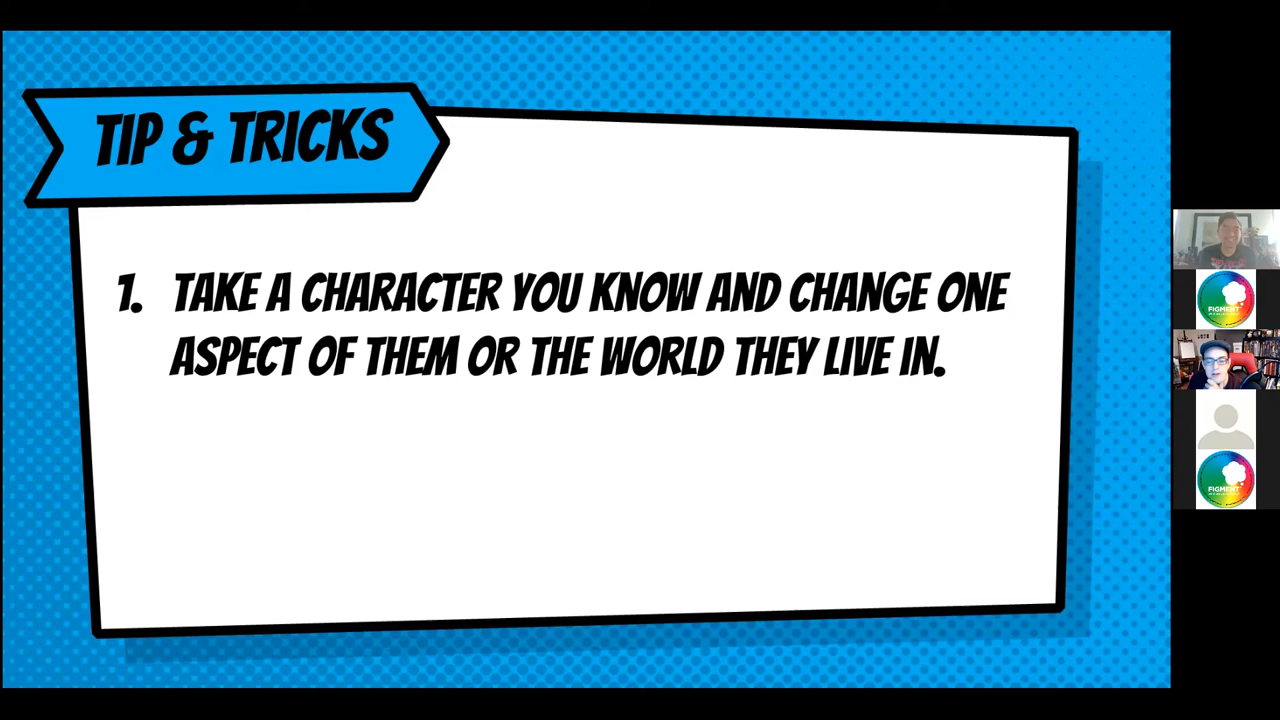 TIP & TRICKS
1. TAKE A CHARACTER YOU KNOW AND CHANGE ONE
ASPECT OF THEM OR THE WORLD THEY LIVE IN.
FIGMENT
FIGMENT